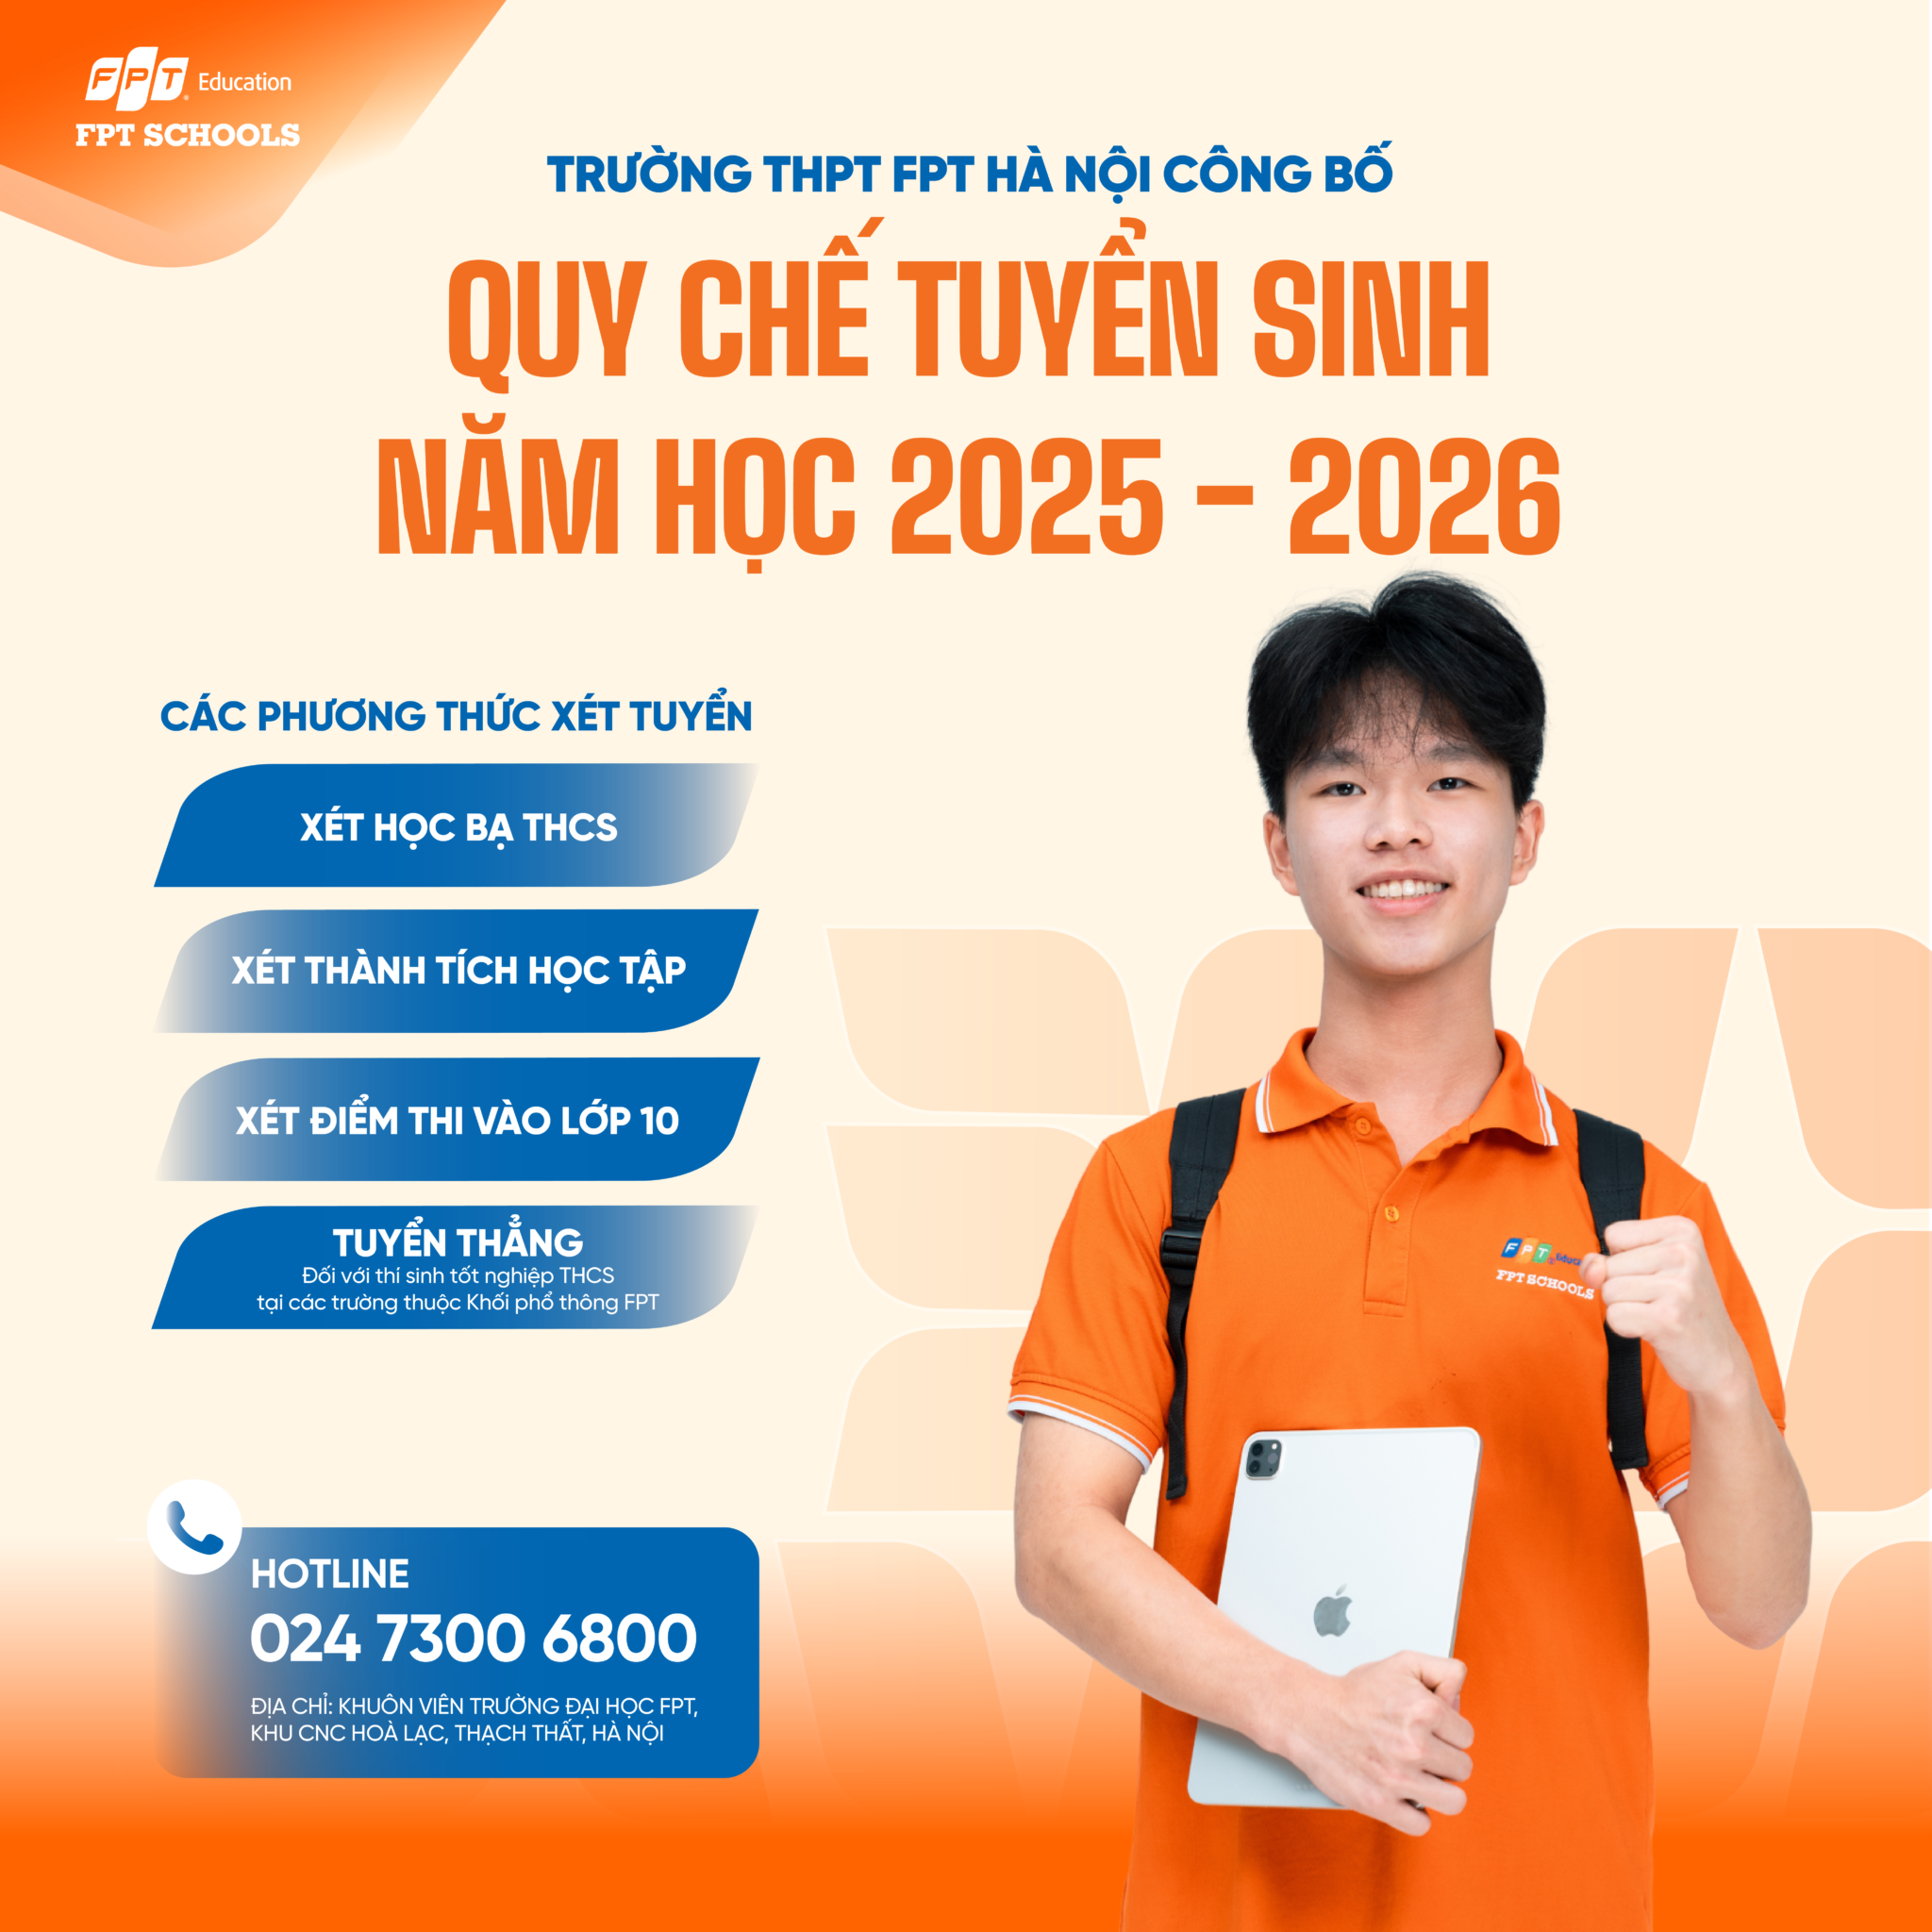 FPT Education
FPT SCHOOLS
TRƯỜNG THPT FPT HÀ NỘI CÔNG BỐ
QUY CHẾ TUYỂN SINH
NĂM HỌC 2025 – 2026
CÁC PHƯƠNG THỨC XÉT TUYỂN
XÉT HỌC BẠ THCS
XÉT THÀNH TÍCH HỌC TẬP
XÉT ĐIỂM THI VÀO LỚP 10
TUYỂN THẲNG
Đối với thí sinh tốt nghiệp THCS
tại các trường thuộc Khối phổ thông FPT
FPT
FPT SCHOOLS
HOTLINE
024 7300 6800
ĐỊA CHỈ: KHUÔN VIÊN TRƯỜNG ĐẠI HỌC FPT,
KHU CNC HOÀ LẠC, THẠCH THẤT, HÀ NỘI